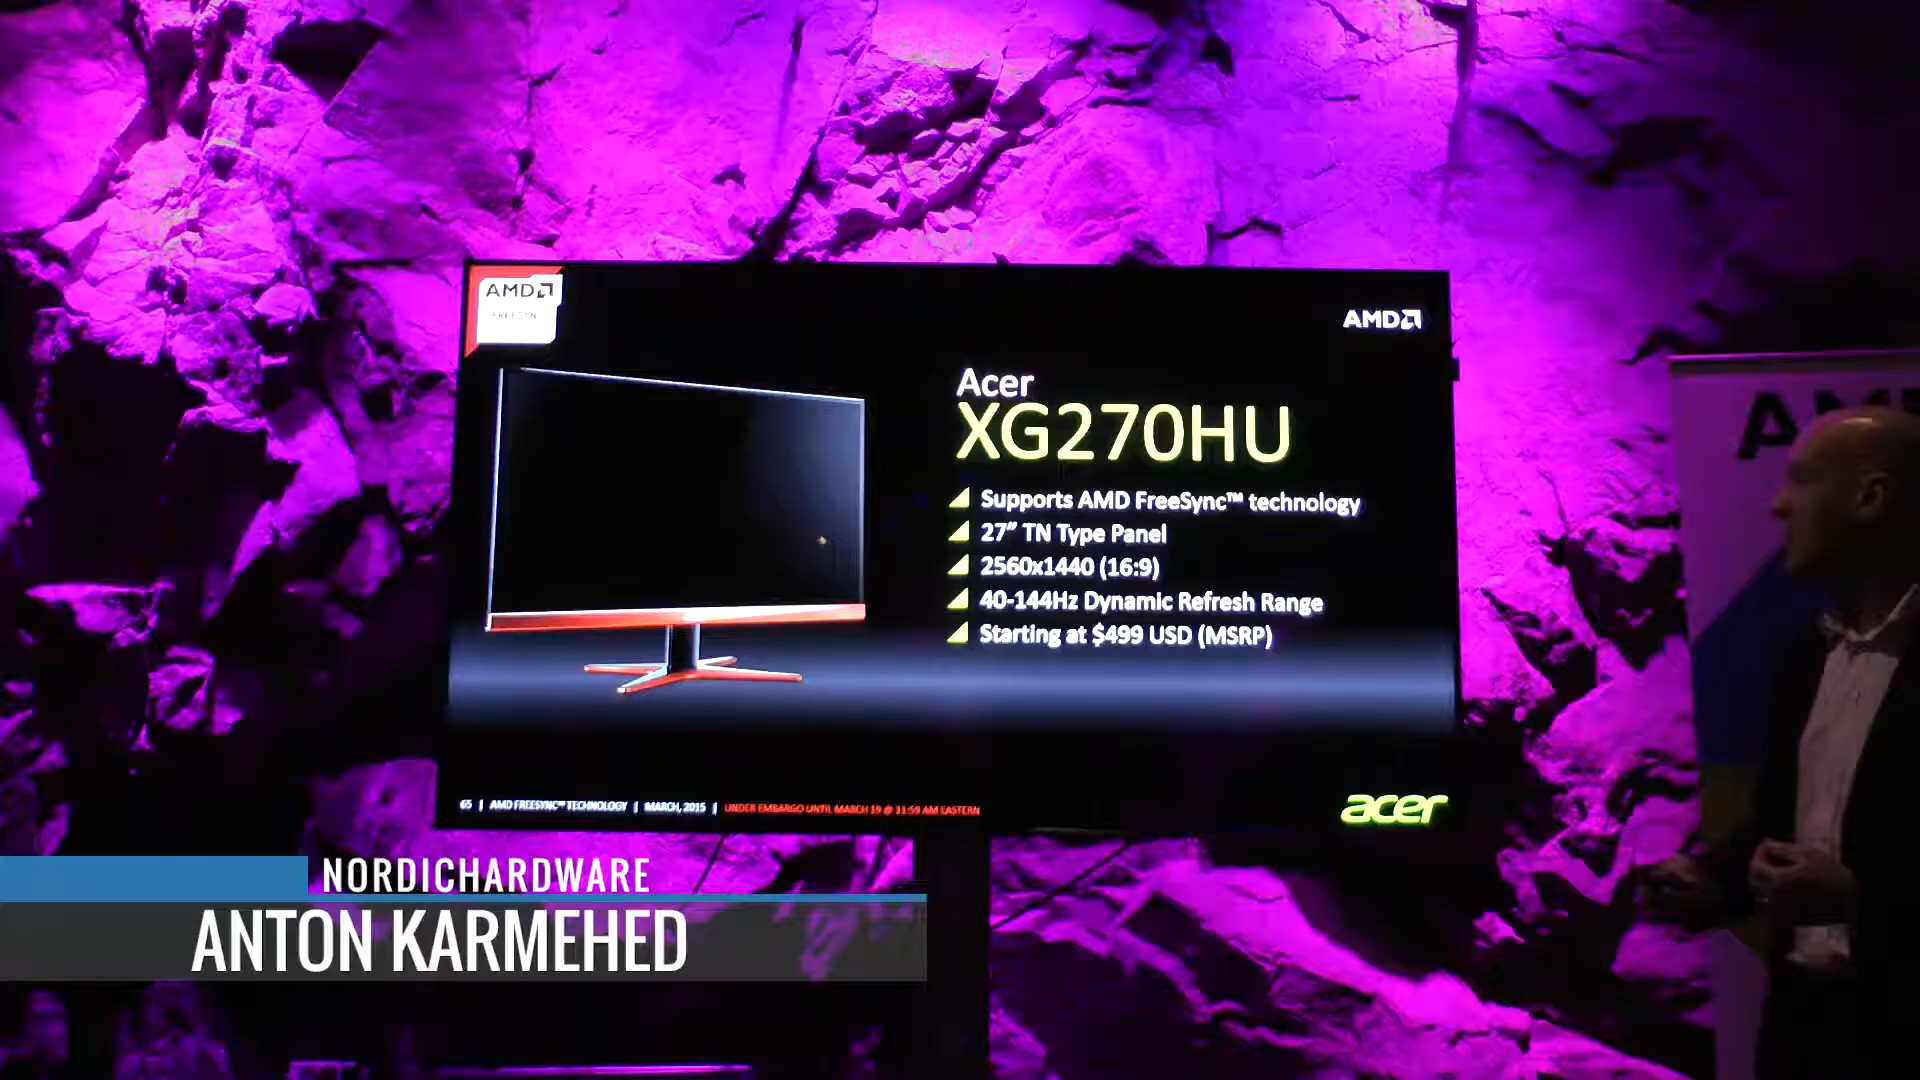 AMD
FREESYNC
AMD
Acer
XG270HU
Supports AMD FreeSync™ technology
27” TN Type Panel
2560x1440 (16:9)
40-144Hz Dynamic Refresh Range
Starting at $499 USD (MSRP)
65 | AMD FREESYNC™ TECHNOLOGY | MARCH, 2015 | UNDER EMBARGO UNTIL MARCH 19 @ 11:59 AM EASTERN
acer
NORDICHARDWARE
ANTON KARMEHED